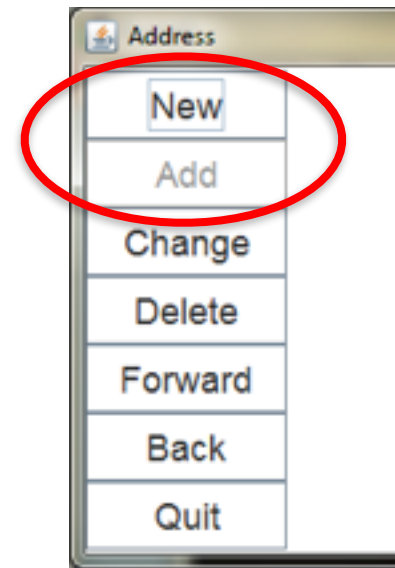 Address
New
Add
Change
Delete
Forward
Back
Quit